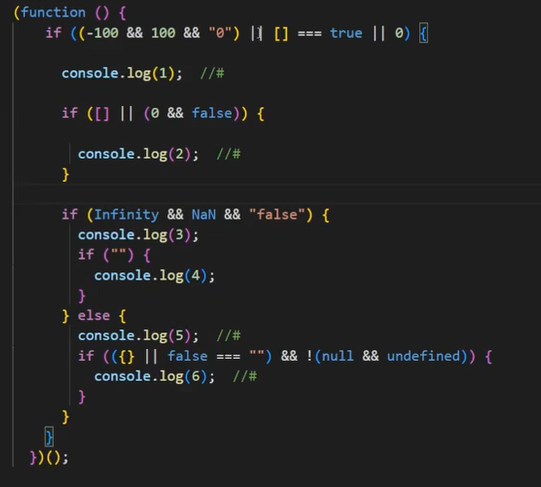 (function () {
if ((-100 && 100 && "0") || [] === true || 0) {
console.log(1);  //#
if ([] || (0 && false)) {
console.log(2);  //#
}
if (Infinity && NaN && "false") {
console.log(3);
if ("") {
console.log(4);
}
} else {
console.log(5);  //#
if (({} || false === "") && !(null && undefined)) {
console.log(6);  //#
}
}
}
})();